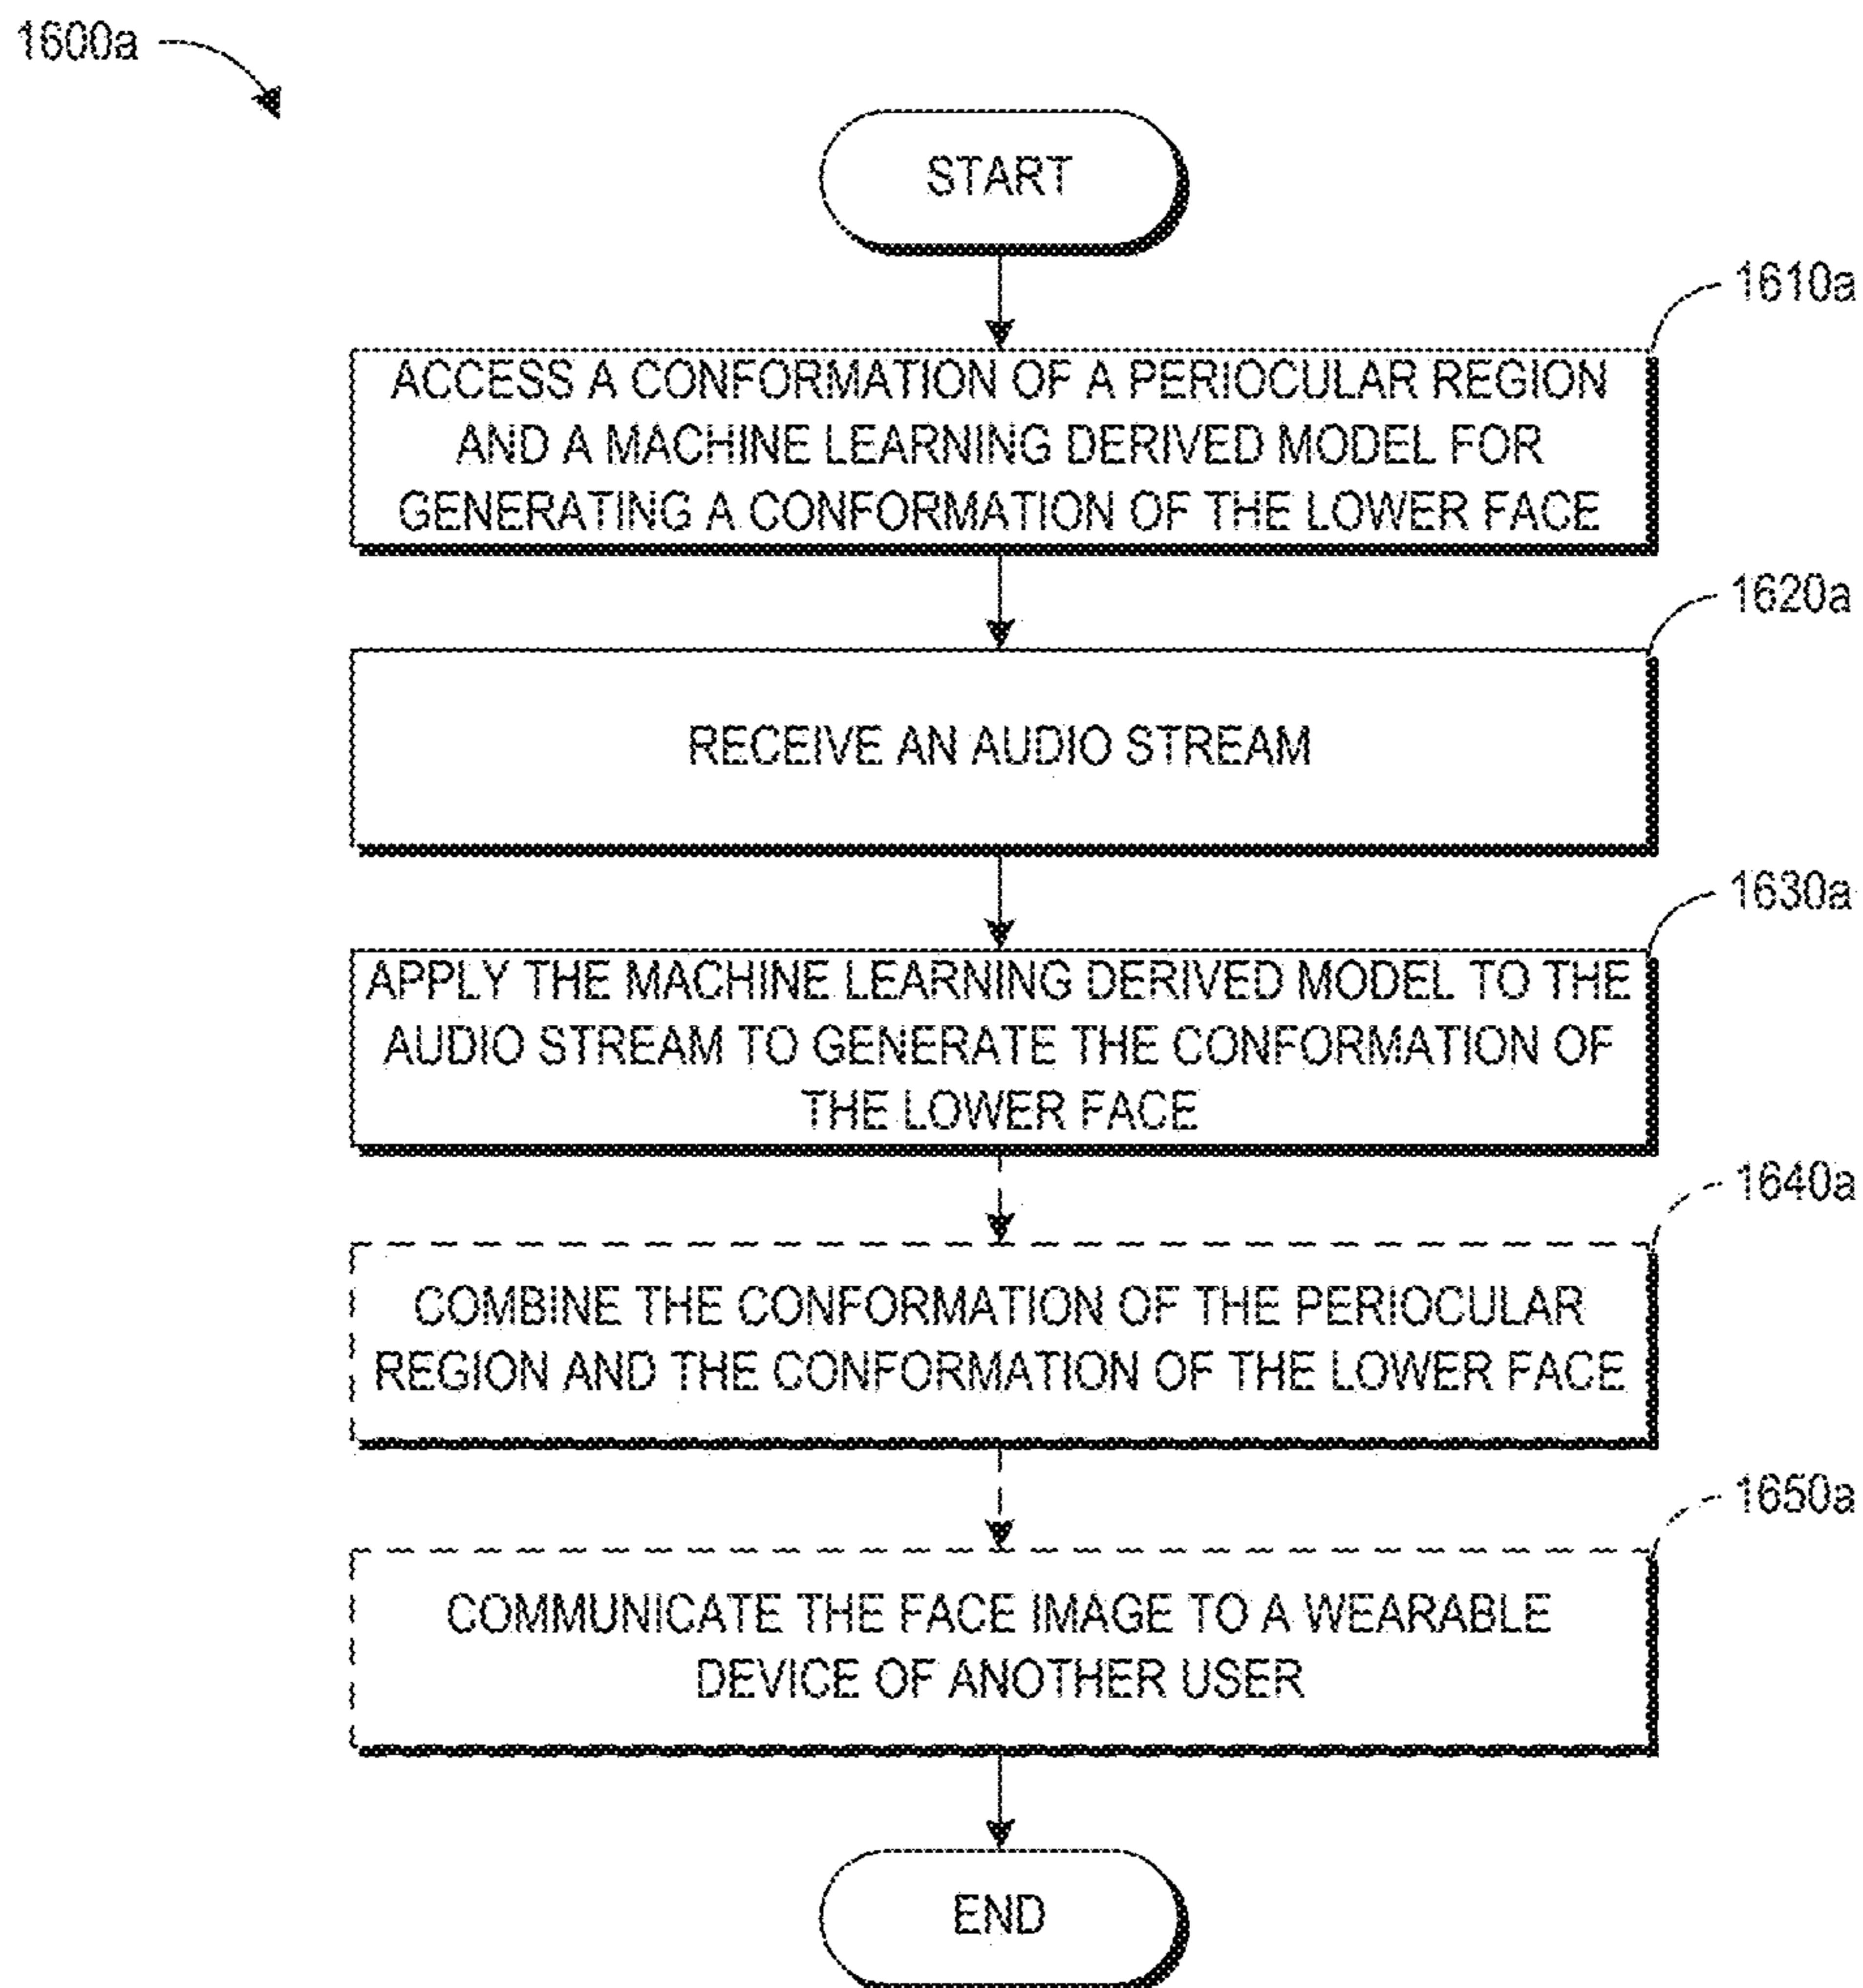 1600a
START
1610a
ACCESS A CONFORMATION OF A PERIOCULAR REGION
AND A MACHINE LEARNING DERIVED MODEL FOR
GENERATING A CONFORMATION OF THE LOWER FACE
1620a
RECEIVE AN AUDIO STREAM
1630a
APPLY THE MACHINE LEARNING DERIVED MODEL TO THE
AUDIO STREAM TO GENERATE THE CONFORMATION OF
THE LOWER FACE
1640a
COMBINE THE CONFORMATION OF THE PERIOCULAR
REGION AND THE CONFORMATION OF THE LOWER FACE
1650a
COMMUNICATE THE FACE IMAGE TO A WEARABLE
DEVICE OF ANOTHER USER
END